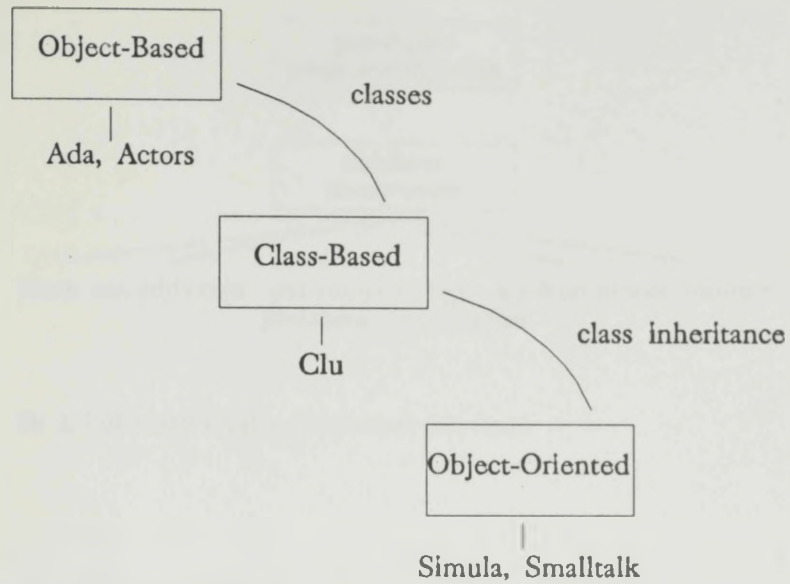 Object-Based
classes
Ada, Actors
Class-Based
class inheritance
Clu
Object-Oriented
Simula, Smalltalk